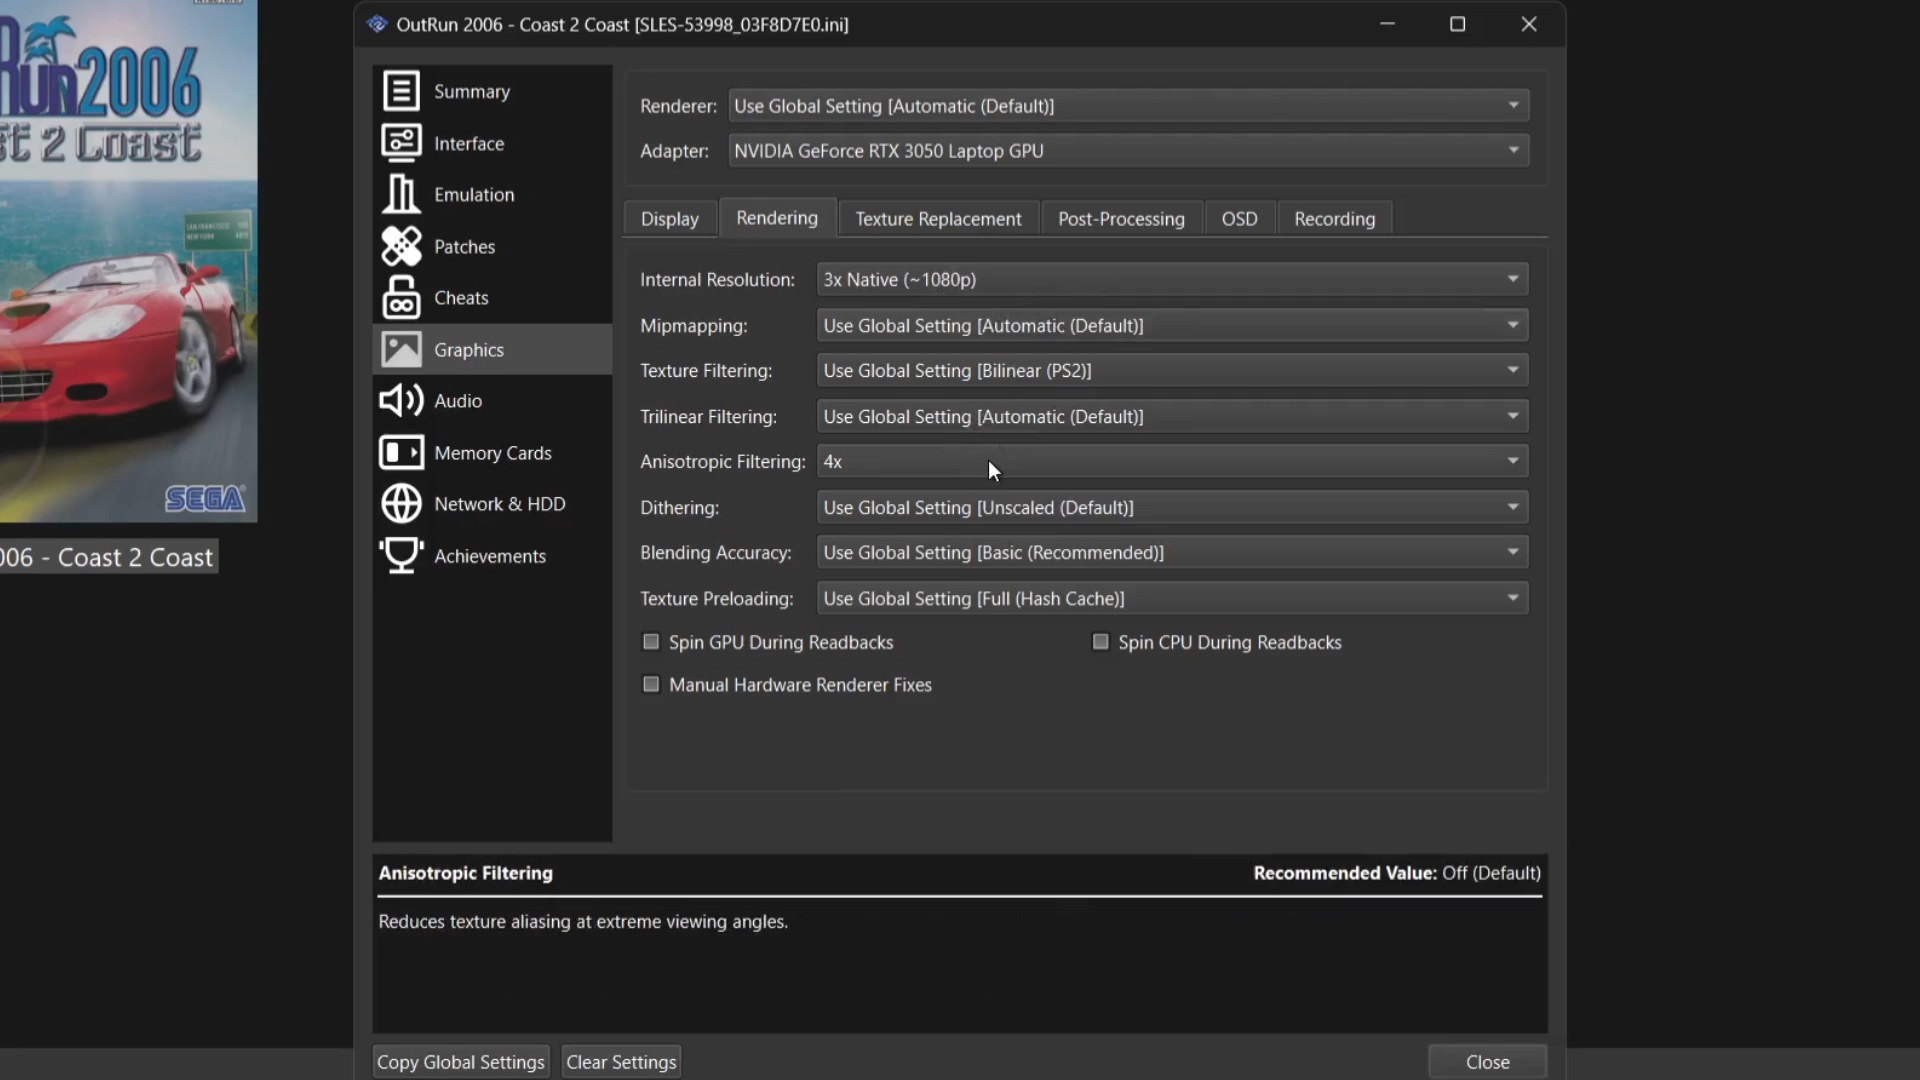 OutRun 2006 - Coast 2 Coast [SLES-53998_03F8D7E0.ini]
Run2006
st 2 Coast
SAN FRANCISCO
NEW YORK
SEGA
006 - Coast 2 Coast
Summary
Interface
Emulation
Patches
Cheats
Graphics
Audio
Memory Cards
Network & HDD
Achievements
Renderer: Use Global Setting [Automatic (Default)]
Adapter: NVIDIA GeForce RTX 3050 Laptop GPU
Display Rendering Texture Replacement Post-Processing OSD Recording
Internal Resolution: 3x Native (~1080p)
Mipmapping: Use Global Setting [Automatic (Default)]
Texture Filtering: Use Global Setting [Bilinear (PS2)]
Trilinear Filtering: Use Global Setting [Automatic (Default)]
Anisotropic Filtering: 4x
Dithering: Use Global Setting [Unscaled (Default)]
Blending Accuracy: Use Global Setting [Basic (Recommended)]
Texture Preloading: Use Global Setting [Full (Hash Cache)]
Spin GPU During Readbacks Spin CPU During Readbacks
Manual Hardware Renderer Fixes
Anisotropic Filtering Recommended Value: Off (Default)
Reduces texture aliasing at extreme viewing angles.
Copy Global Settings Clear Settings Close